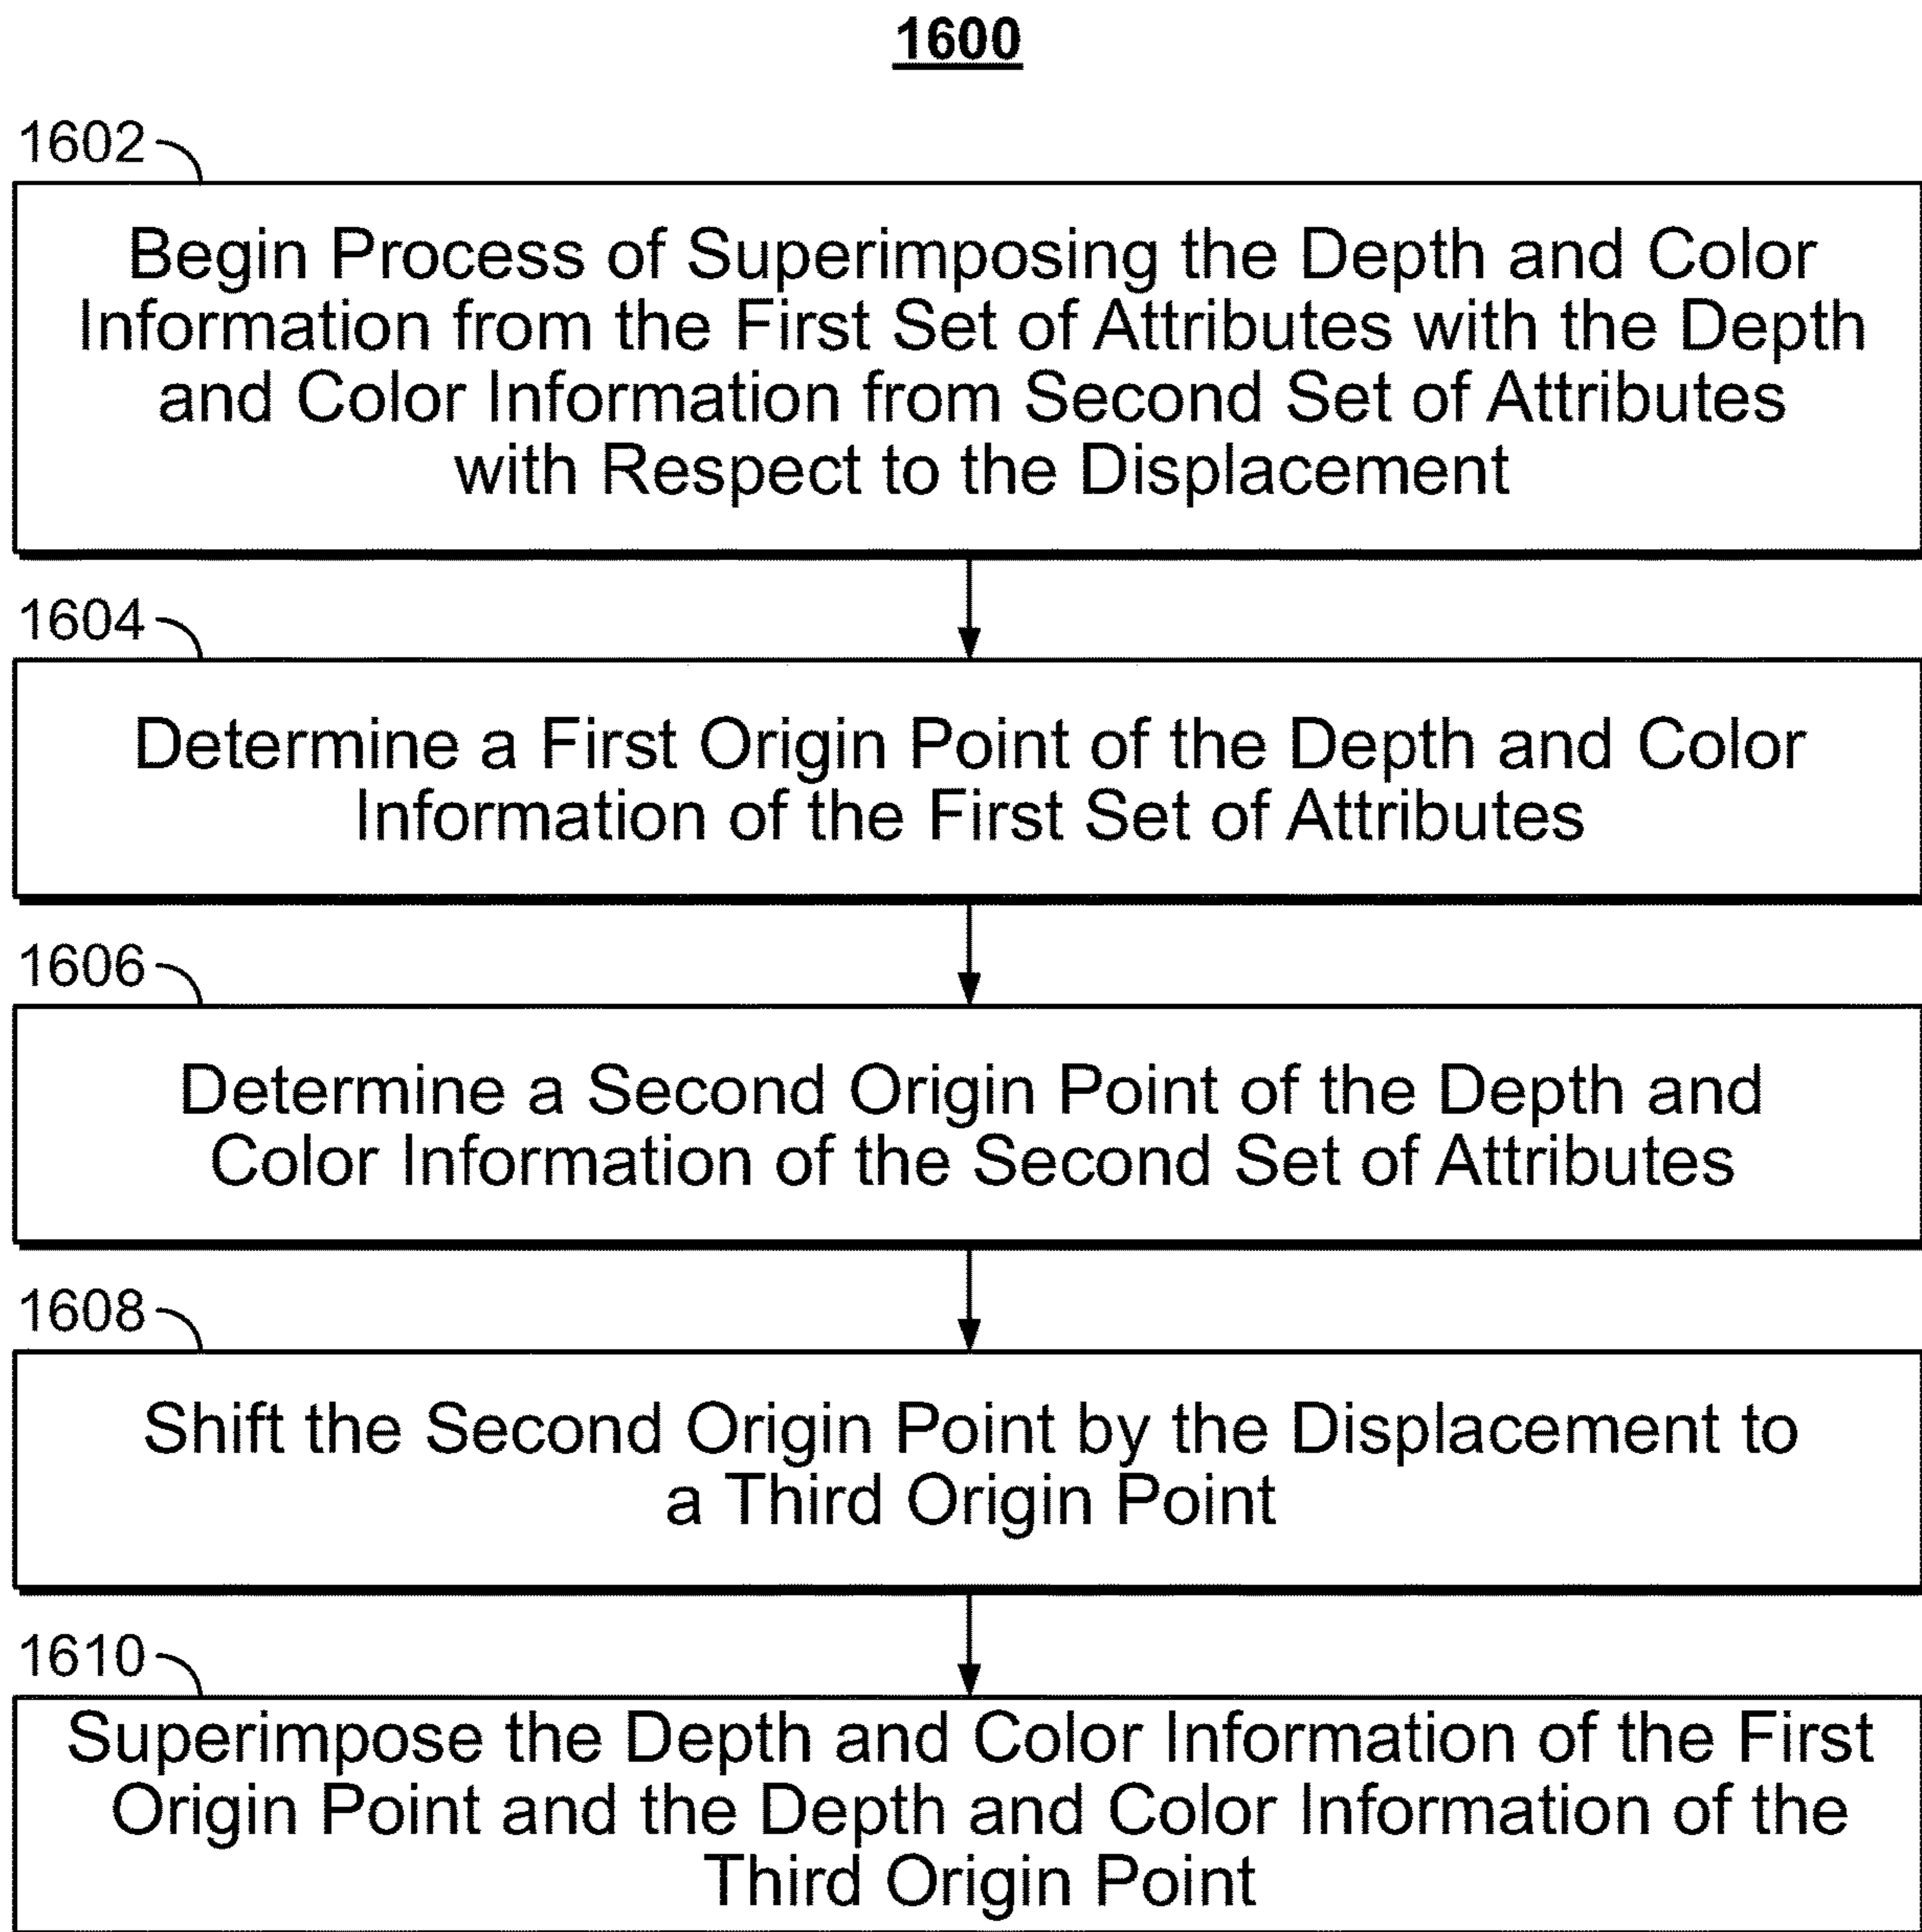 1600
1602
Begin Process of Superimposing the Depth and Color
Information from the First Set of Attributes with the Depth
and Color Information from Second Set of Attributes
with Respect to the Displacement
1604
Determine a First Origin Point of the Depth and Color
Information of the First Set of Attributes
1606
Determine a Second Origin Point of the Depth and
Color Information of the Second Set of Attributes
1608
Shift the Second Origin Point by the Displacement to
a Third Origin Point
1610
Superimpose the Depth and Color Information of the First
Origin Point and the Depth and Color Information of the
Third Origin Point